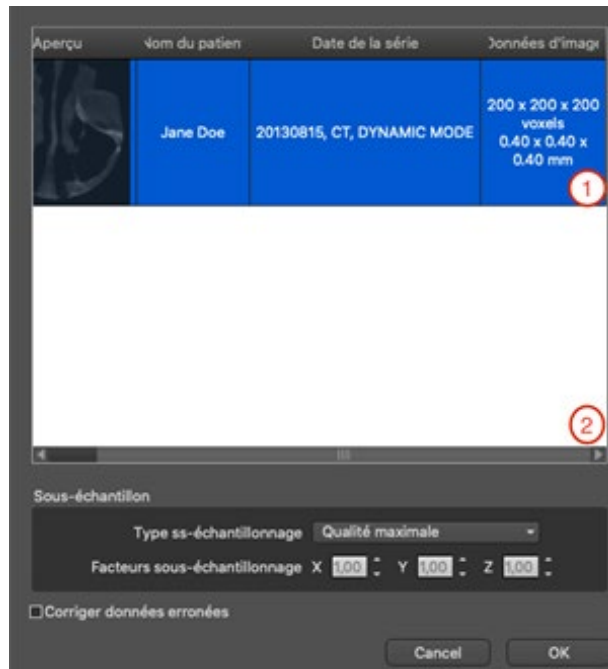 Aperçu Nom du patien Date de la série Données d'image
Jane Doe 20130815, CT, DYNAMIC MODE 200 x 200 x 200
voxels
0.40 x 0.40 x
0.40 mm
1
2
Sous-échantillon
Type ss-échantillonnage Qualité maximale
Facteurs sous-échantillonnage X 1,00 Y 1,00 Z 1,00
Corriger données erronées
Cancel OK